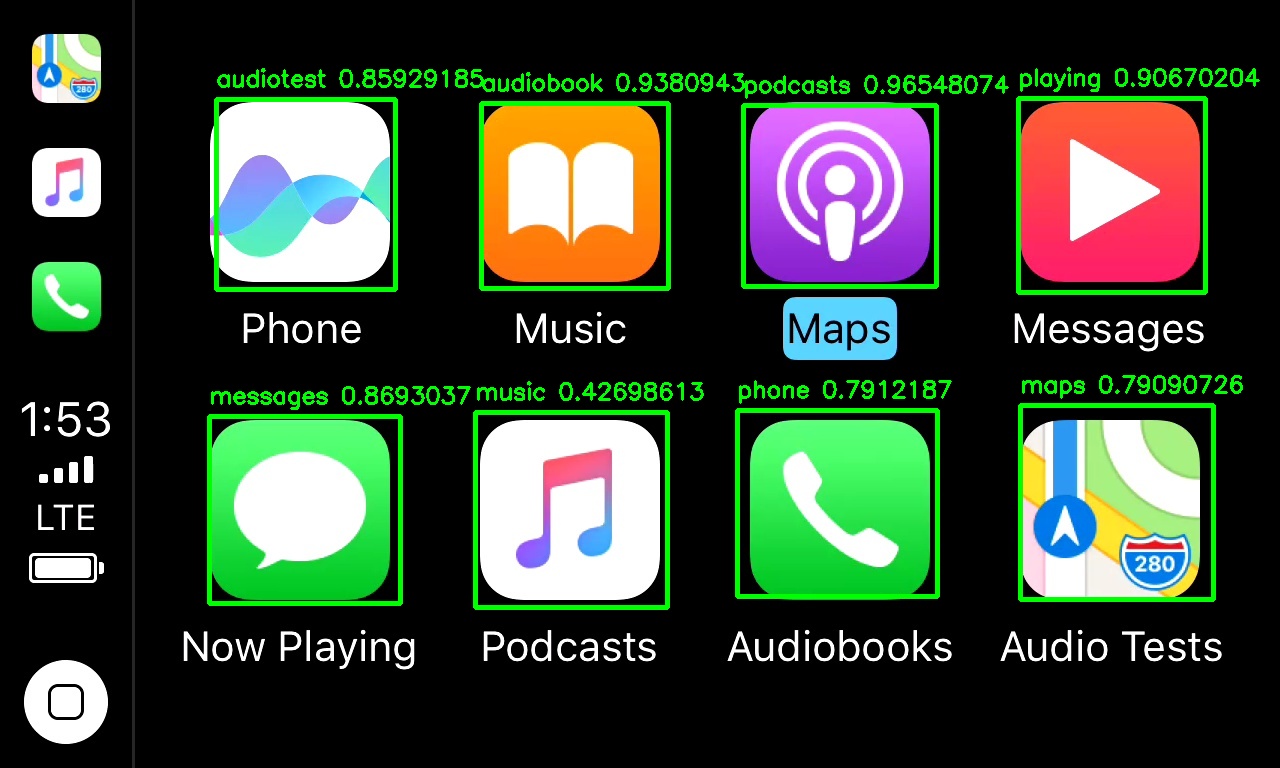 280
audiotest 0.85929185
audiobook 0.9380943
podcasts 0.96548074
playing 0.90670204
Phone
Music
Maps
Messages
messages 0.8693037
music 0.42698613
phone 0.7912187
maps 0.79090726
1:53
LTE
280
Now Playing
Podcasts
Audiobooks
Audio Tests